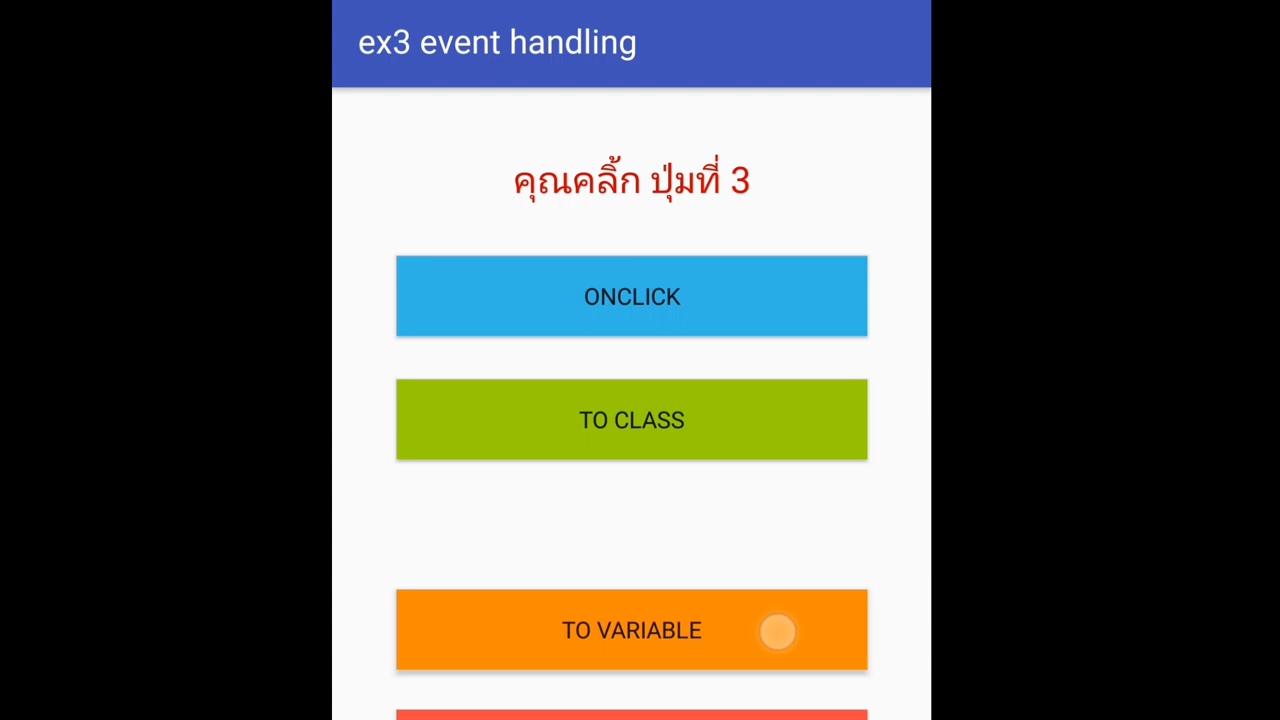 ex3 event handling
คุณคลิ้ก ปุ่มที่ 3
ONCLICK
TO CLASS
TO VARIABLE